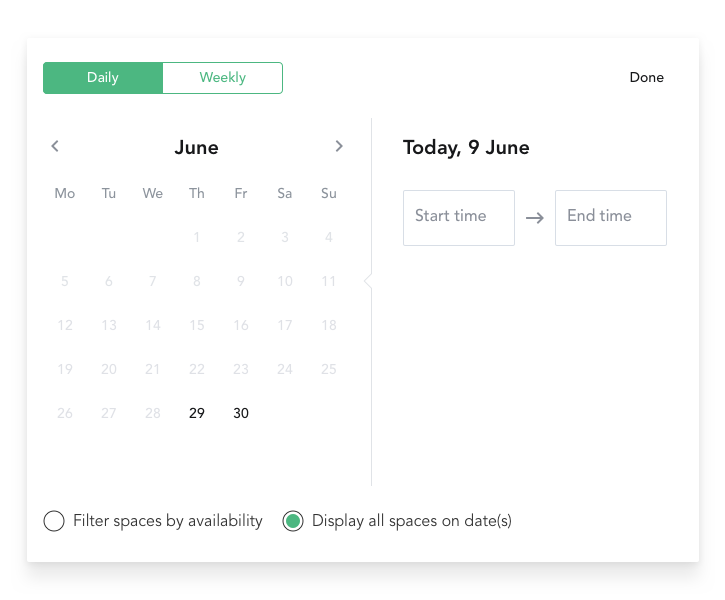 Daily Weekly Done
June
Mo Tu We Th Fr Sa Su
1 2 3 4
5 6 7 8 9 10 11
12 13 14 15 16 17 18
19 20 21 22 23 24 25
26 27 28 29 30
Today, 9 June
Start time End time
Filter spaces by availability Display all spaces on date(s)